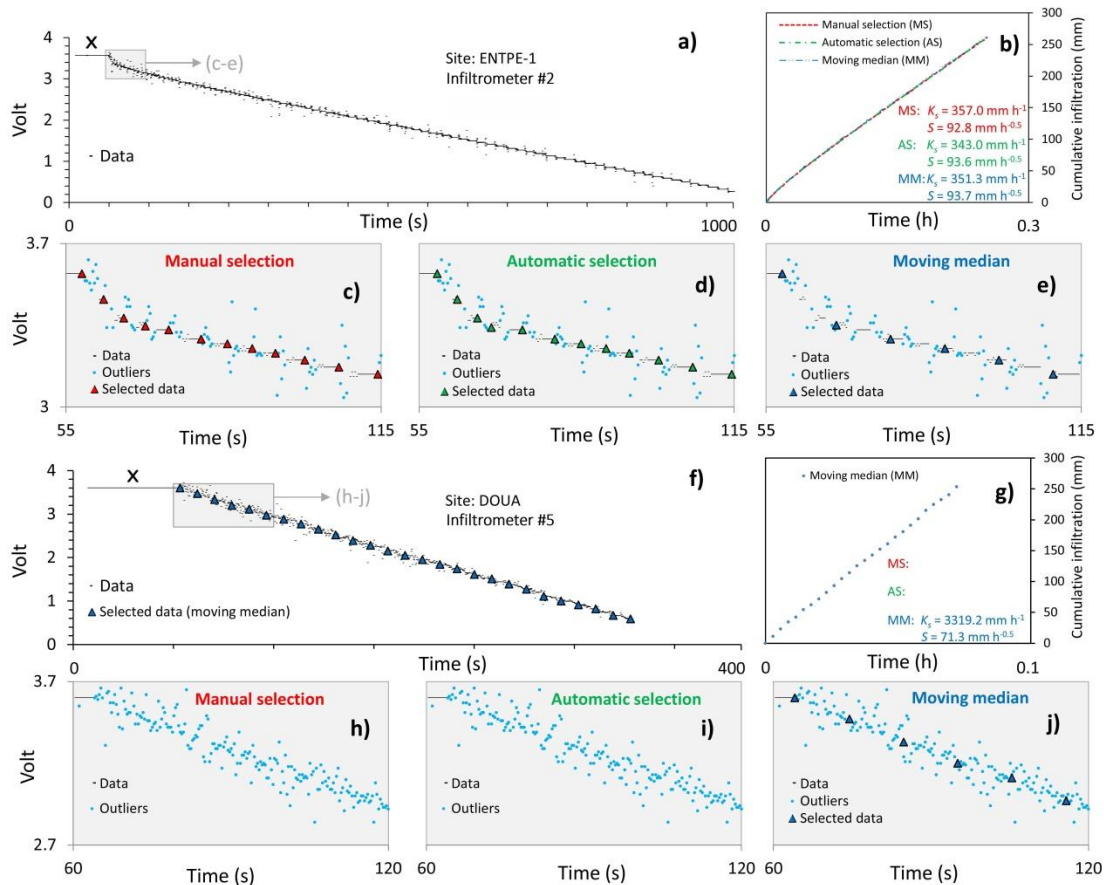 a)
X
4
3
2
1
0
Volt
(c-e)
Site: ENTPE-1
Infiltrometer #2
- Data
Time (s)
0
1000
b)
Manual selection (MS)
Automatic selection (AS)
Moving median (MM)
MS: Ks = 357.0 mm h-1
S = 92.8 mm h-0.5
AS: Ks = 343.0 mm h-1
S = 93.6 mm h-0.5
MM: Ks = 351.3 mm h-1
S = 93.7 mm h-0.5
300
250
200
150
100
50
0
Cumulative infiltration (mm)
Time (h)
0
0.3
3.7
3
Volt
Manual selection
c)
- Data
Outliers
Selected data
55
115
Time (s)
Automatic selection
d)
- Data
Outliers
Selected data
55
115
Time (s)
Moving median
e)
- Data
Outliers
Selected data
55
115
Time (s)
f)
X
4
3
2
1
0
Volt
(h-j)
Site: DOUA
Infiltrometer #5
- Data
Selected data (moving median)
Time (s)
0
400
g)
Moving median (MM)
MS:
AS:
MM: Ks = 3319.2 mm h-1
S = 71.3 mm h-0.5
300
250
200
150
100
50
0
Cumulative infiltration (mm)
Time (h)
0
0.1
3.7
2.7
Volt
Manual selection
h)
- Data
Outliers
60
120
Time (s)
Automatic selection
i)
- Data
Outliers
60
120
Time (s)
Moving median
j)
- Data
Outliers
Selected data
60
120
Time (s)